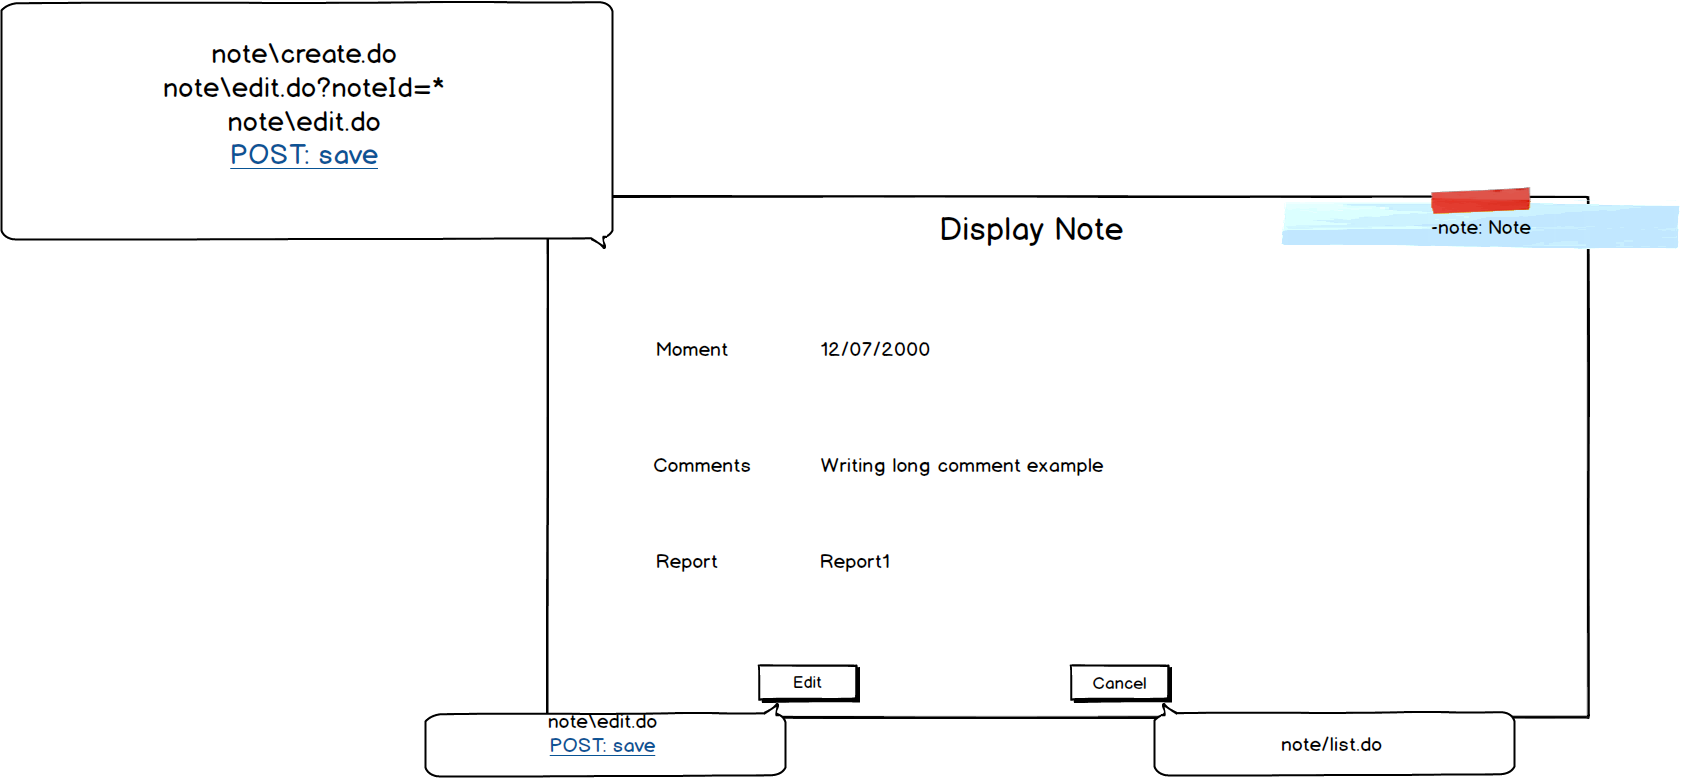 note\create.do
note\edit.do?noteId=*
note\edit.do
POST: save
Display Note
-note: Note
Moment
12/07/2000
Comments
Writing long comment example
Report
Report1
Edit
Cancel
note\edit.do
POST: save
note/list.do